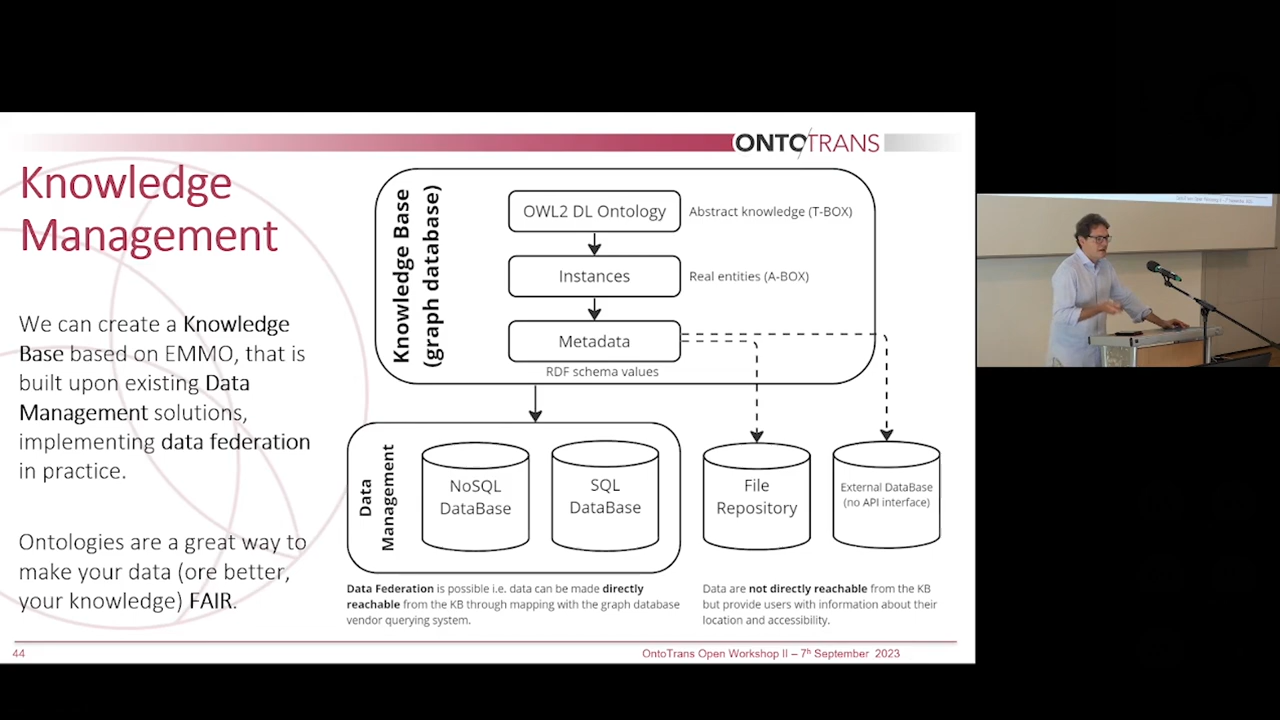 ONTOTRANS
Knowledge
Management
We can create a Knowledge
Base based on EMMO, that is
built upon existing Data
Management solutions,
implementing data federation
in practice.
Ontologies are a great way to
make your data (ore better,
your knowledge) FAIR.
Knowledge Base
(graph database)
OWL2 DL Ontology
Abstract knowledge (T-BOX)
Instances
Real entities (A-BOX)
Metadata
RDF schema values
Data
Management
NoSQL
DataBase
SQL
DataBase
File
Repository
External DataBase
(no API interface)
Data Federation is possible i.e. data can be made directly
reachable from the KB through mapping with the graph database
vendor querying system.
Data are not directly reachable from the KB
but provide users with information about their
location and accessibility.
44
OntoTrans Open Workshop II – 7th September 2023